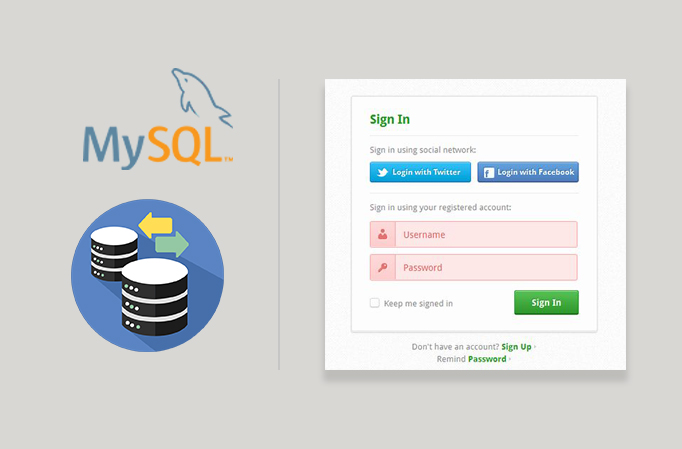 MySQL™
Sign In
Sign in using social network:
Login with Twitter
Login with Facebook
Sign in using your registered account:
Username
Password
Keep me signed in
Sign In
Don't have an account? Sign Up ·
Remind Password ·